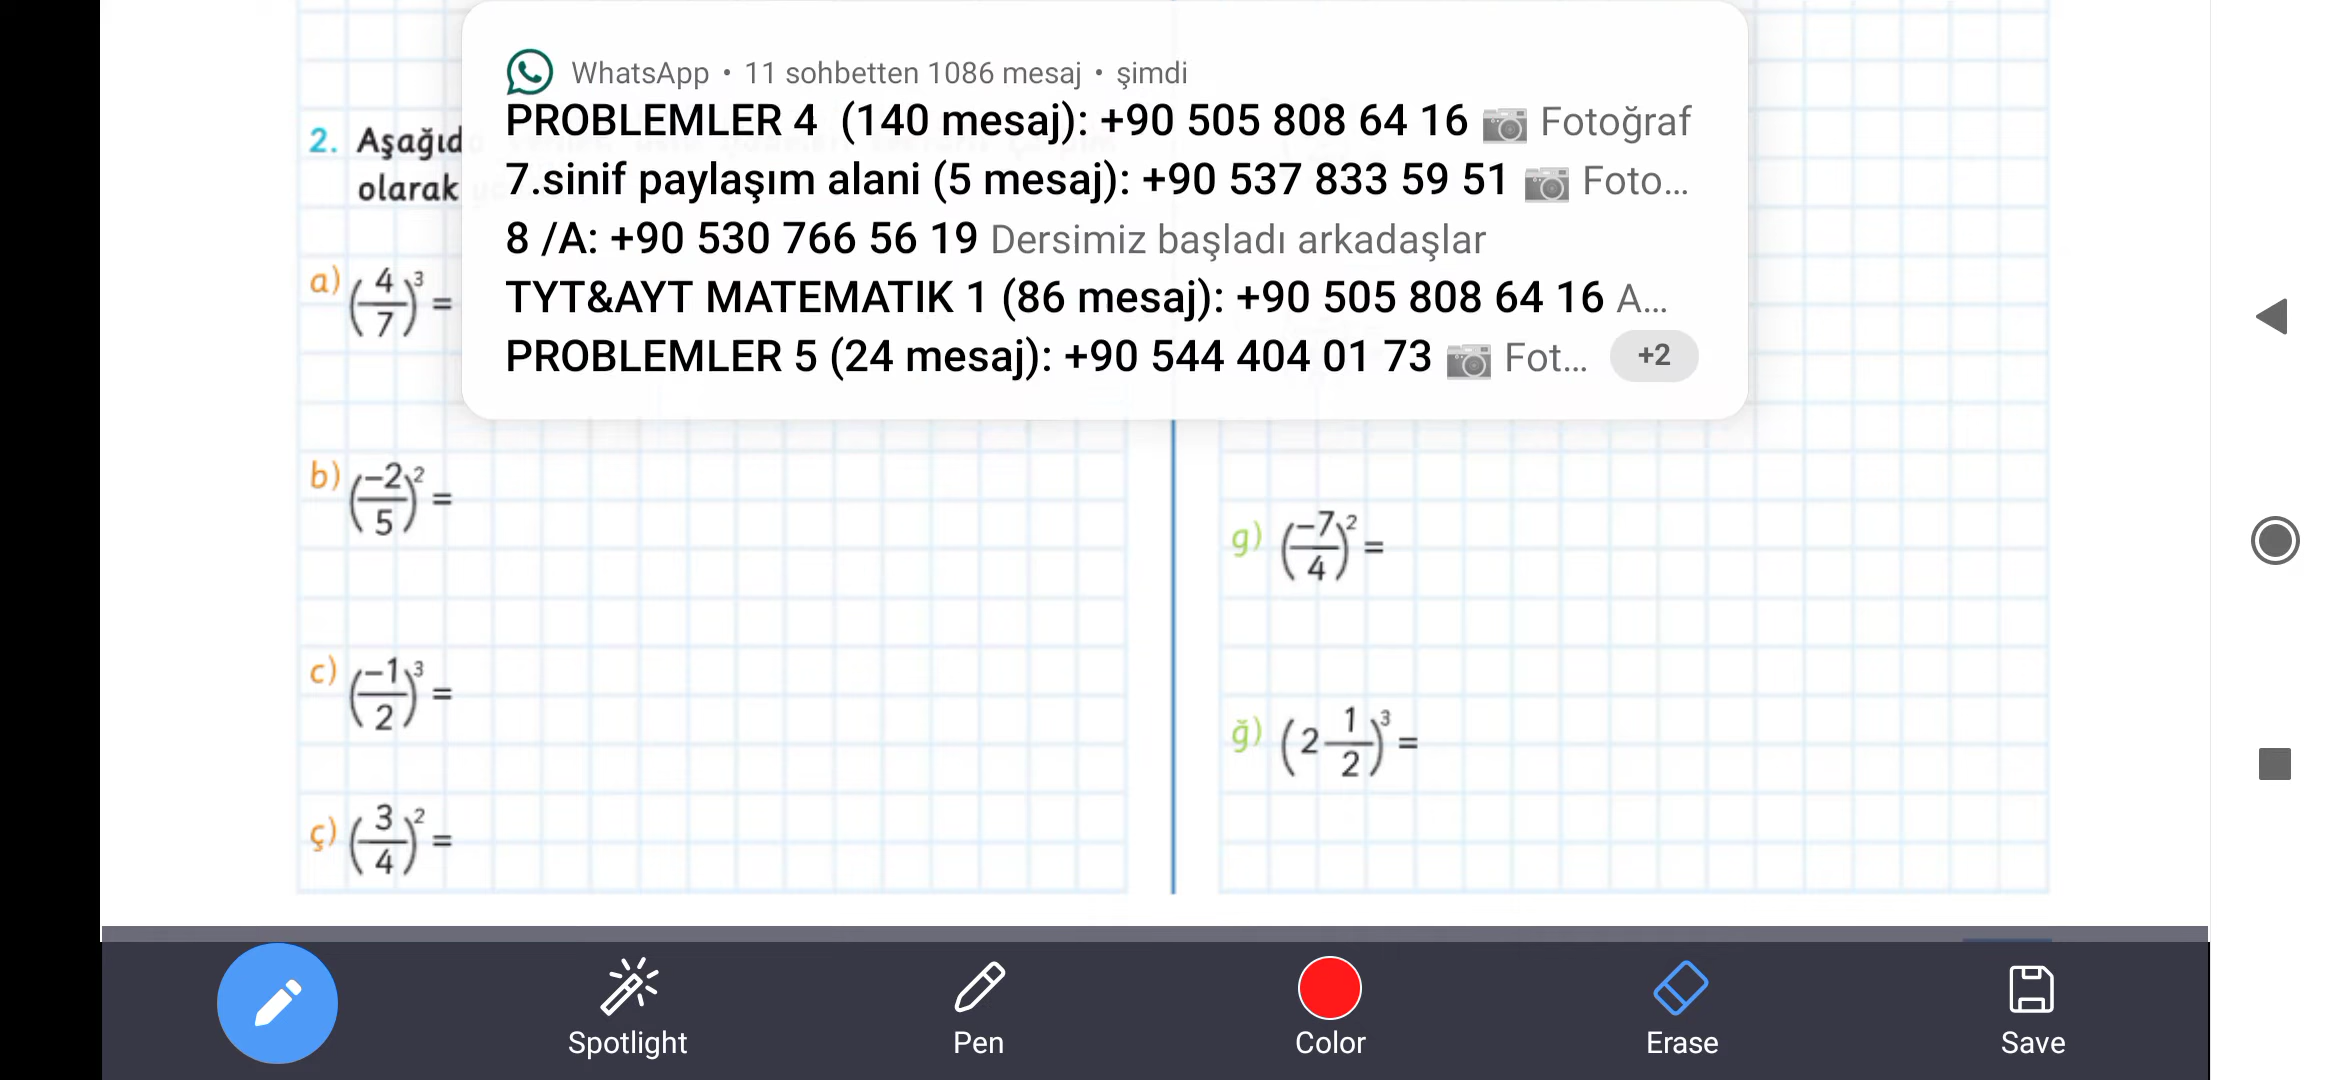 WhatsApp • 11 sohbetten 1086 mesaj • şimdi
PROBLEMLER 4 (140 mesaj): +90 505 808 64 16 📷 Fotoğraf
7.sinif paylaşım alani (5 mesaj): +90 537 833 59 51 📷 Foto...
8 /A: +90 530 766 56 19 Dersimiz başladı arkadaşlar
TYT&AYT MATEMATIK 1 (86 mesaj): +90 505 808 64 16 A...
PROBLEMLER 5 (24 mesaj): +90 544 404 01 73 📷 Fot... +2
2. Aşağıd
olarak
a) (4/7)³ =
b) (-2/5)² =
c) (-1/2)³ =
ç) (3/4)² =
g) (-7/4)² =
ğ) (2 1/2)³ =
Spotlight
Pen
Color
Erase
Save